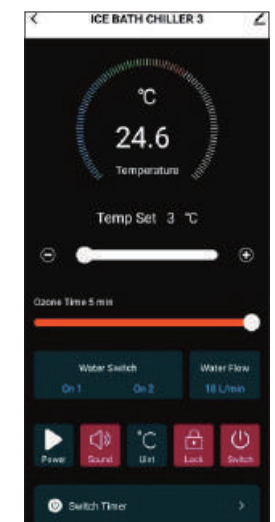 ICE BATH CHILLER 3
°C
24.6
Temperature
Temp Set 3 °C
Ozone Time 5 min
Water Switch
Water Flow
On 1
On 2
18 L/min
°C
Power
Sound
Unit
Lock
Switch
Switch Timer